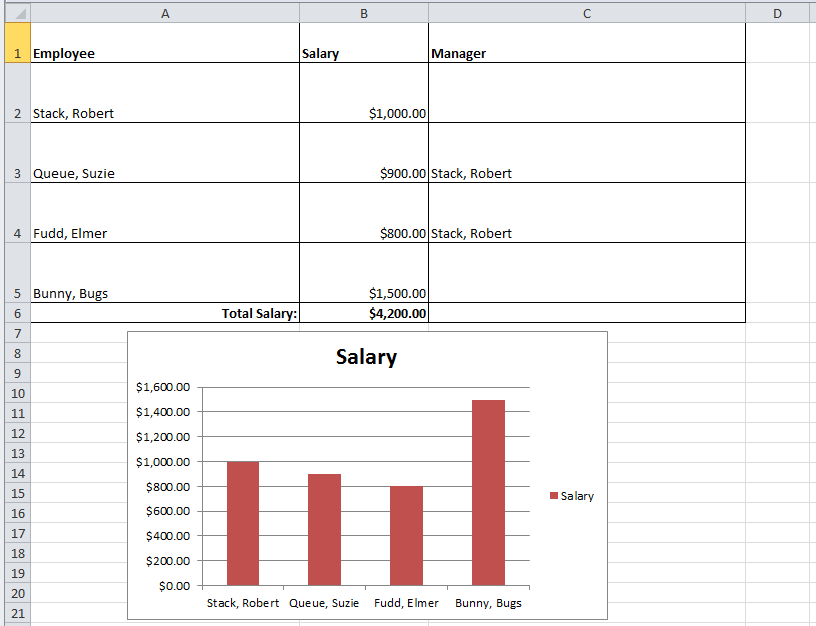 A B C D
1 Employee Salary Manager
2 Stack, Robert $1,000.00
3 Queue, Suzie $900.00 Stack, Robert
4 Fudd, Elmer $800.00 Stack, Robert
5 Bunny, Bugs $1,500.00
6 Total Salary: $4,200.00
7
8
9
10
11
12
13
14
15
16
17
18
19
20
21
Salary
$1,600.00
$1,400.00
$1,200.00
$1,000.00
$800.00
$600.00
$400.00
$200.00
$0.00
Stack, Robert Queue, Suzie Fudd, Elmer Bunny, Bugs
Salary